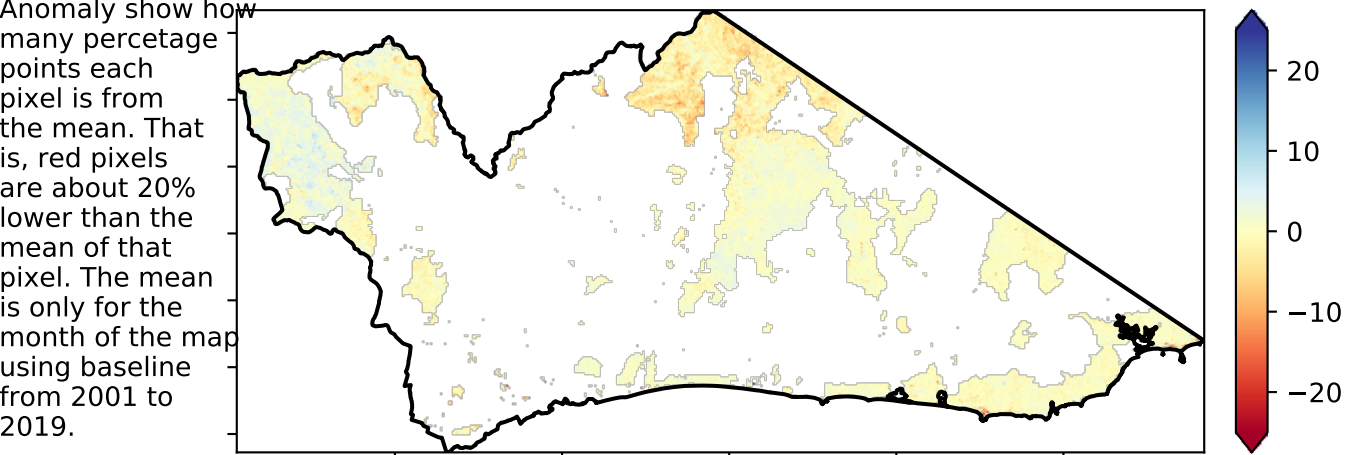 Anomaly show how
many percetage
points each
pixel is from
the mean. That
is, red pixels
are about 20%
lower than the
mean of that
pixel. The mean
is only for the
month of the map
using baseline
from 2001 to
2019.
20
10
0
−10
−20